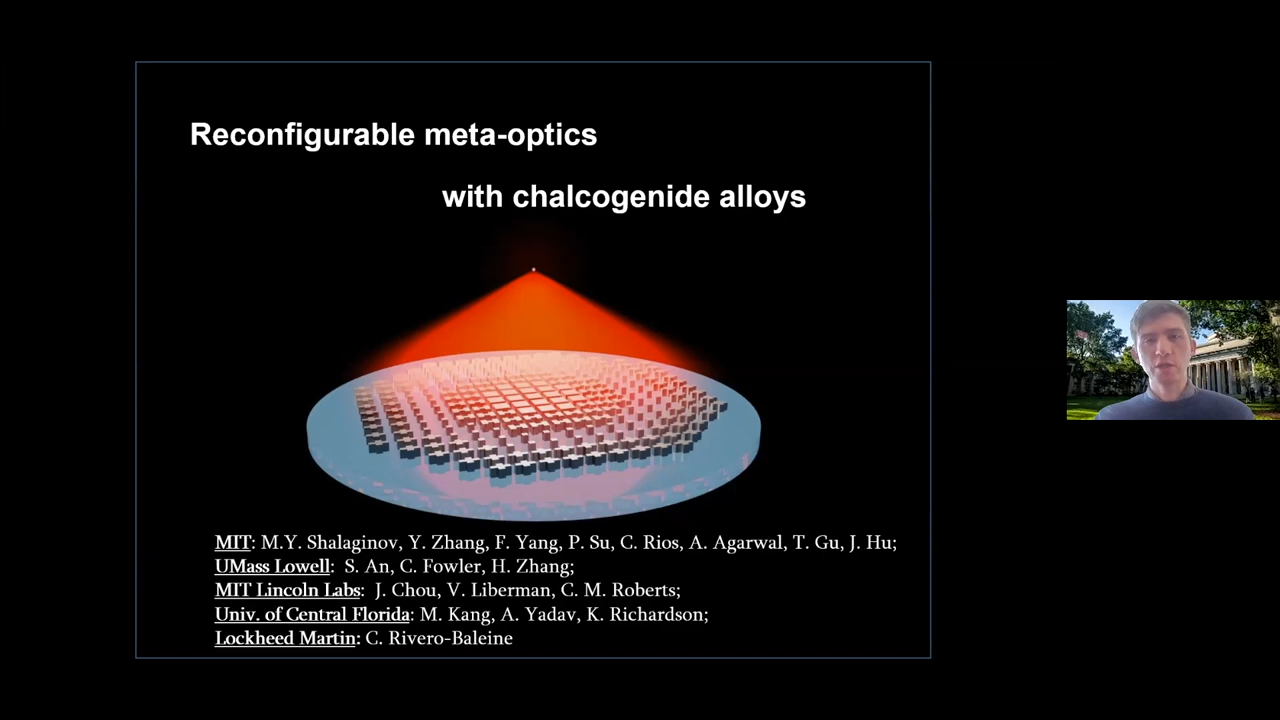 Reconfigurable meta-optics
with chalcogenide alloys
MIT: M.Y. Shalaginov, Y. Zhang, F. Yang, P. Su, C. Rios, A. Agarwal, T. Gu, J. Hu;
UMass Lowell: S. An, C. Fowler, H. Zhang;
MIT Lincoln Labs: J. Chou, V. Liberman, C. M. Roberts;
Univ. of Central Florida: M. Kang, A. Yadav, K. Richardson;
Lockheed Martin: C. Rivero-Baleine